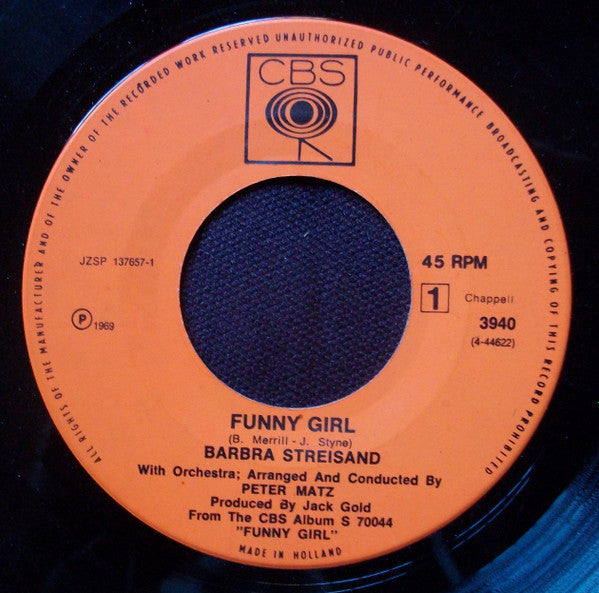 ALL RIGHTS OF THE MANUFACTURER AND OF THE OWNER OF THE RECORDED WORK RESERVED UNAUTHORIZED PUBLIC PERFORMANCE BROADCASTING AND COPYING OF THIS RECORD PROHIBITED
CBS
JZSP 137657-1
45 RPM
1 Chappell
Ⓟ 1969
3940
(4-44622)
FUNNY GIRL
(B. Merrill - J. Styne)
BARBRA STREISAND
With Orchestra; Arranged And Conducted By
PETER MATZ
Produced By Jack Gold
From The CBS Album S 70044
"FUNNY GIRL"
MADE IN HOLLAND